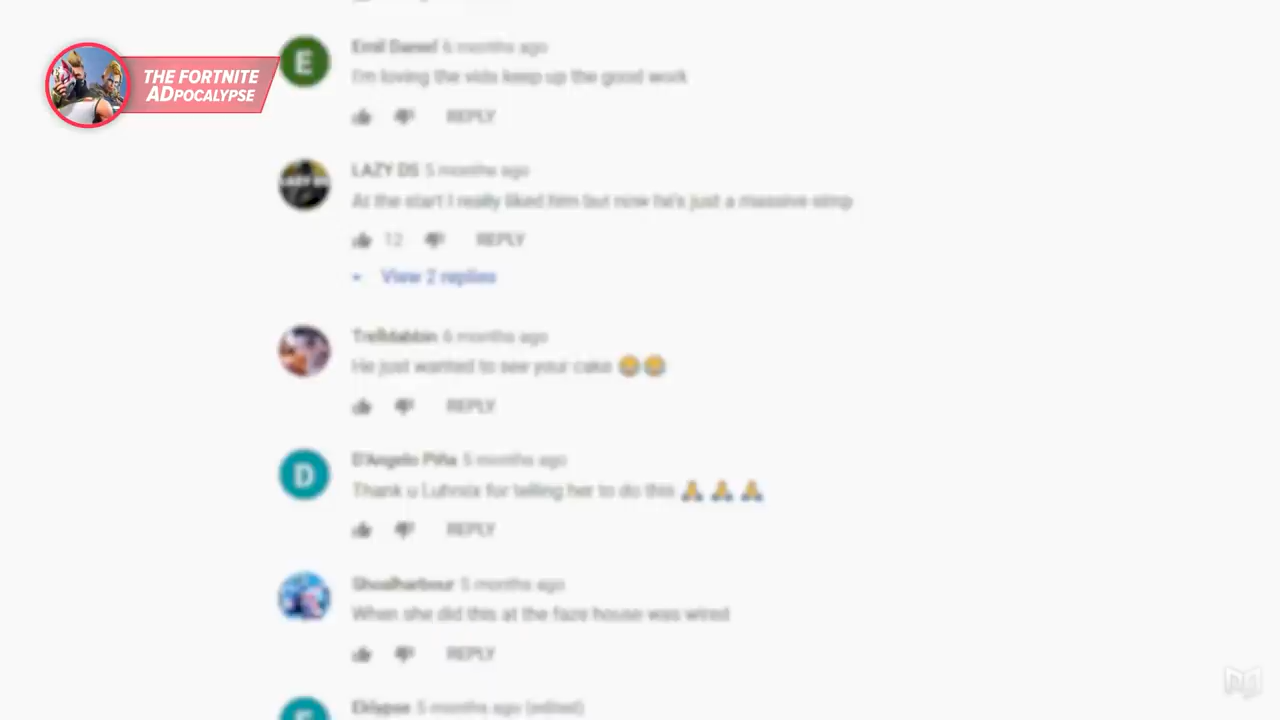 THE FORTNITE
ADPOCALYPSE
E
Emil Daniel 6 months ago
I'm loving the vids keep up the good work
REPLY
LAZY DS 5 months ago
At the start I really liked him but now he's just a massive simp
12 REPLY
View 2 replies
6 months ago
He just wanted to see your cake 😂😂
REPLY
D
D'Angelo Piña 5 months ago
Thank u for telling her to do this 🙏 🙏 🙏
REPLY
5 months ago
When she did this at the faze house was wired
REPLY
Eklypse 5 months ago (edited)